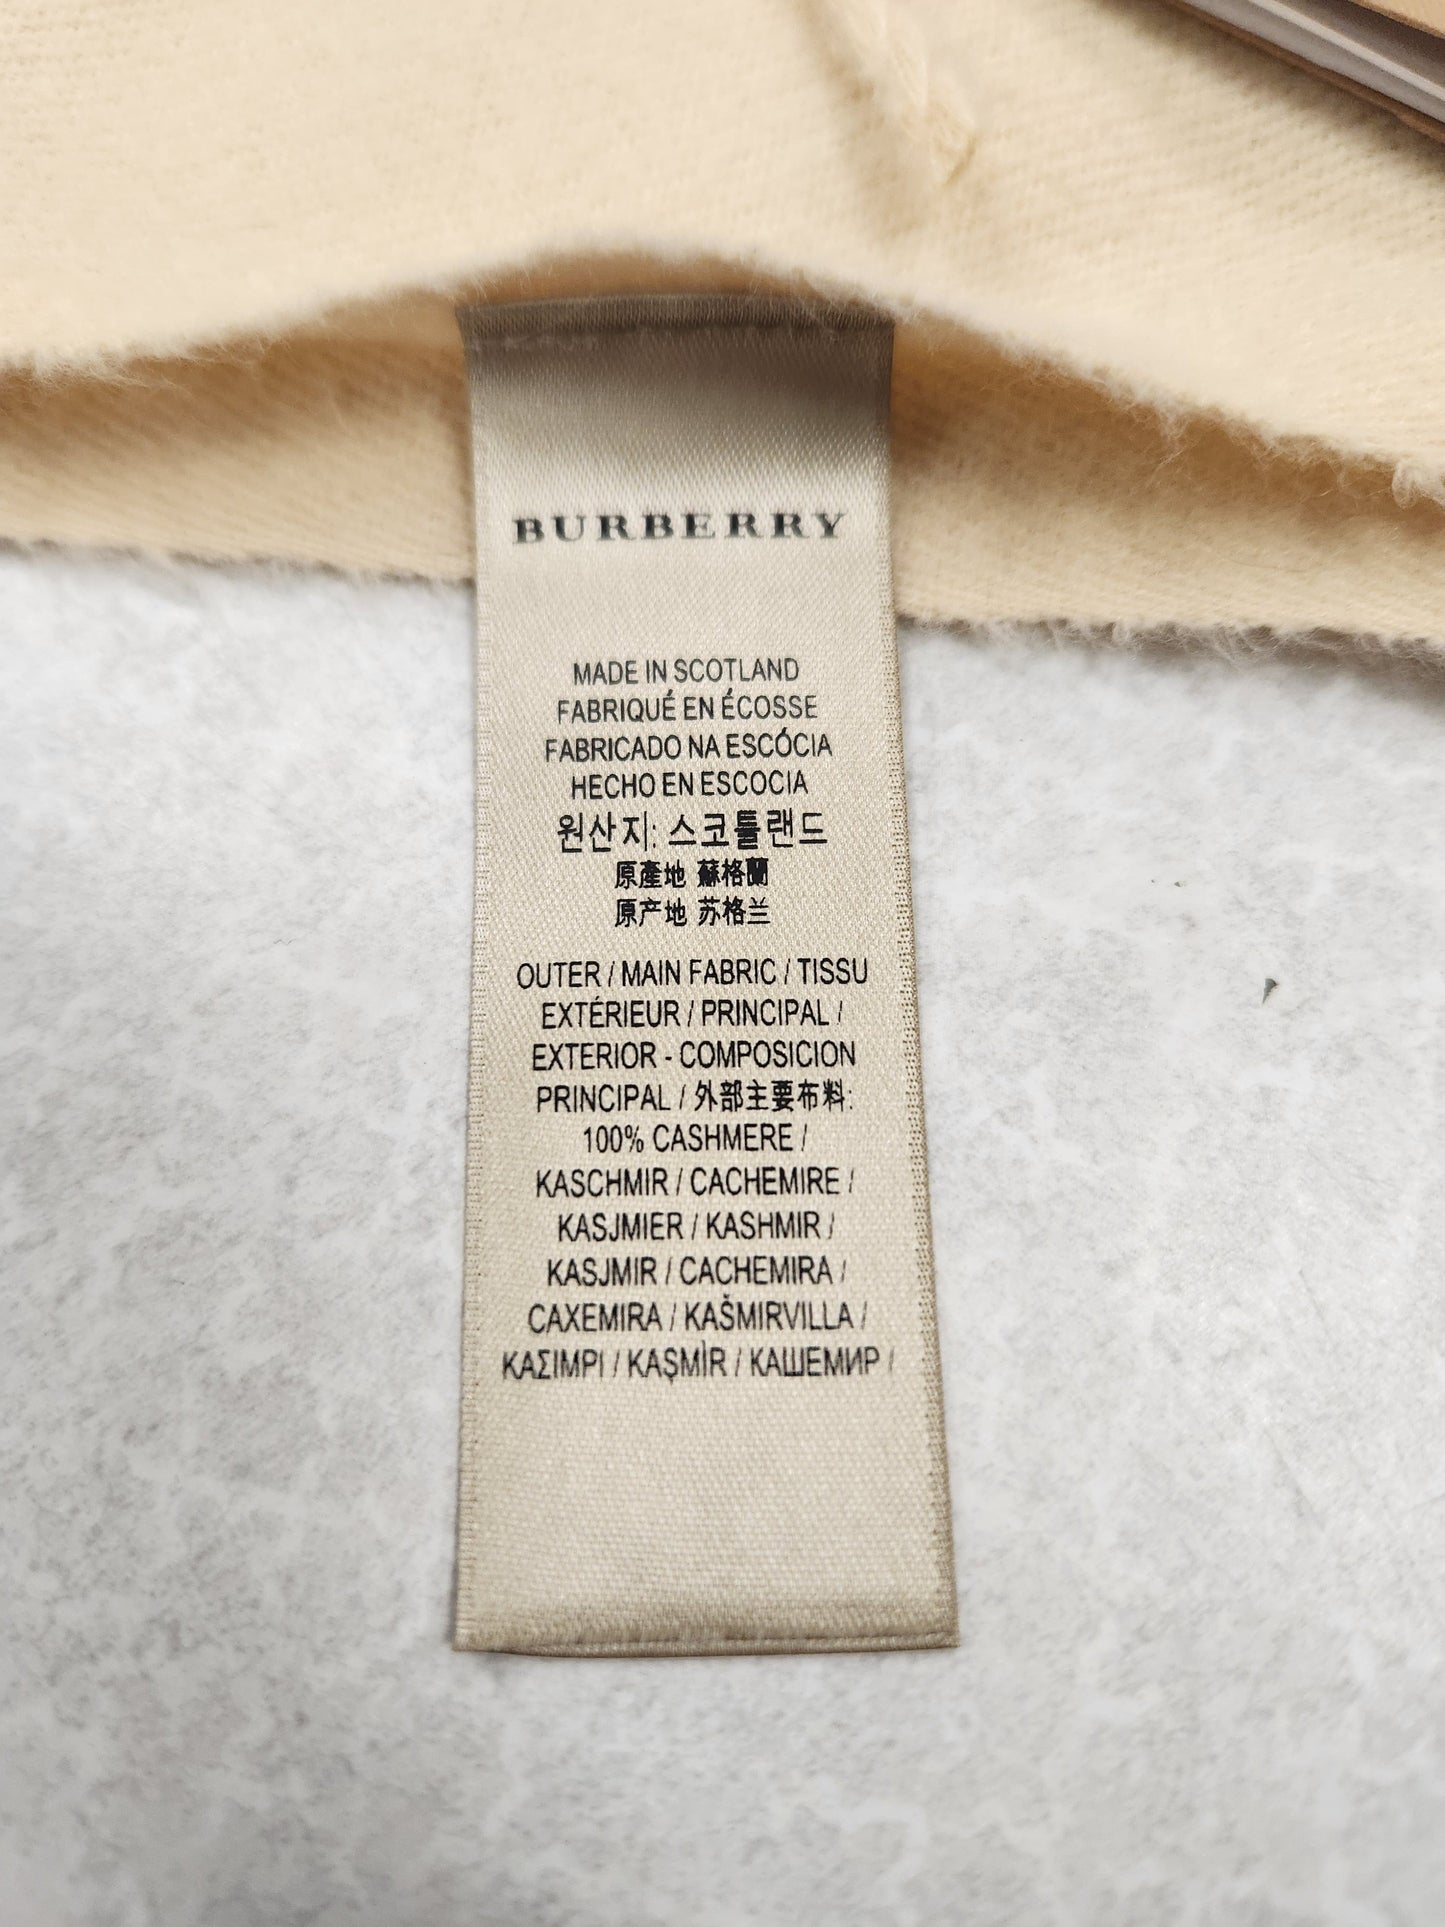 BURBERRY
MADE IN SCOTLAND
FABRIQUÉ EN ÉCOSSE
FABRICADO NA ESCÓCIA
HECHO EN ESCOCIA
원산지: 스코틀랜드
原產地 蘇格蘭
原产地 苏格兰
OUTER / MAIN FABRIC / TISSU
EXTÉRIEUR / PRINCIPAL /
EXTERIOR - COMPOSICION
PRINCIPAL / 外部主要布料:
100% CASHMERE /
KASCHMIR / CACHEMIRE /
KASJMIER / KASHMIR /
KASJMIR / CACHEMIRA /
CAXEMIRA / KAŠMIRVILLA /
ΚΑΣΙΜΡΙ / KAŞMİR / КАШЕМИР /